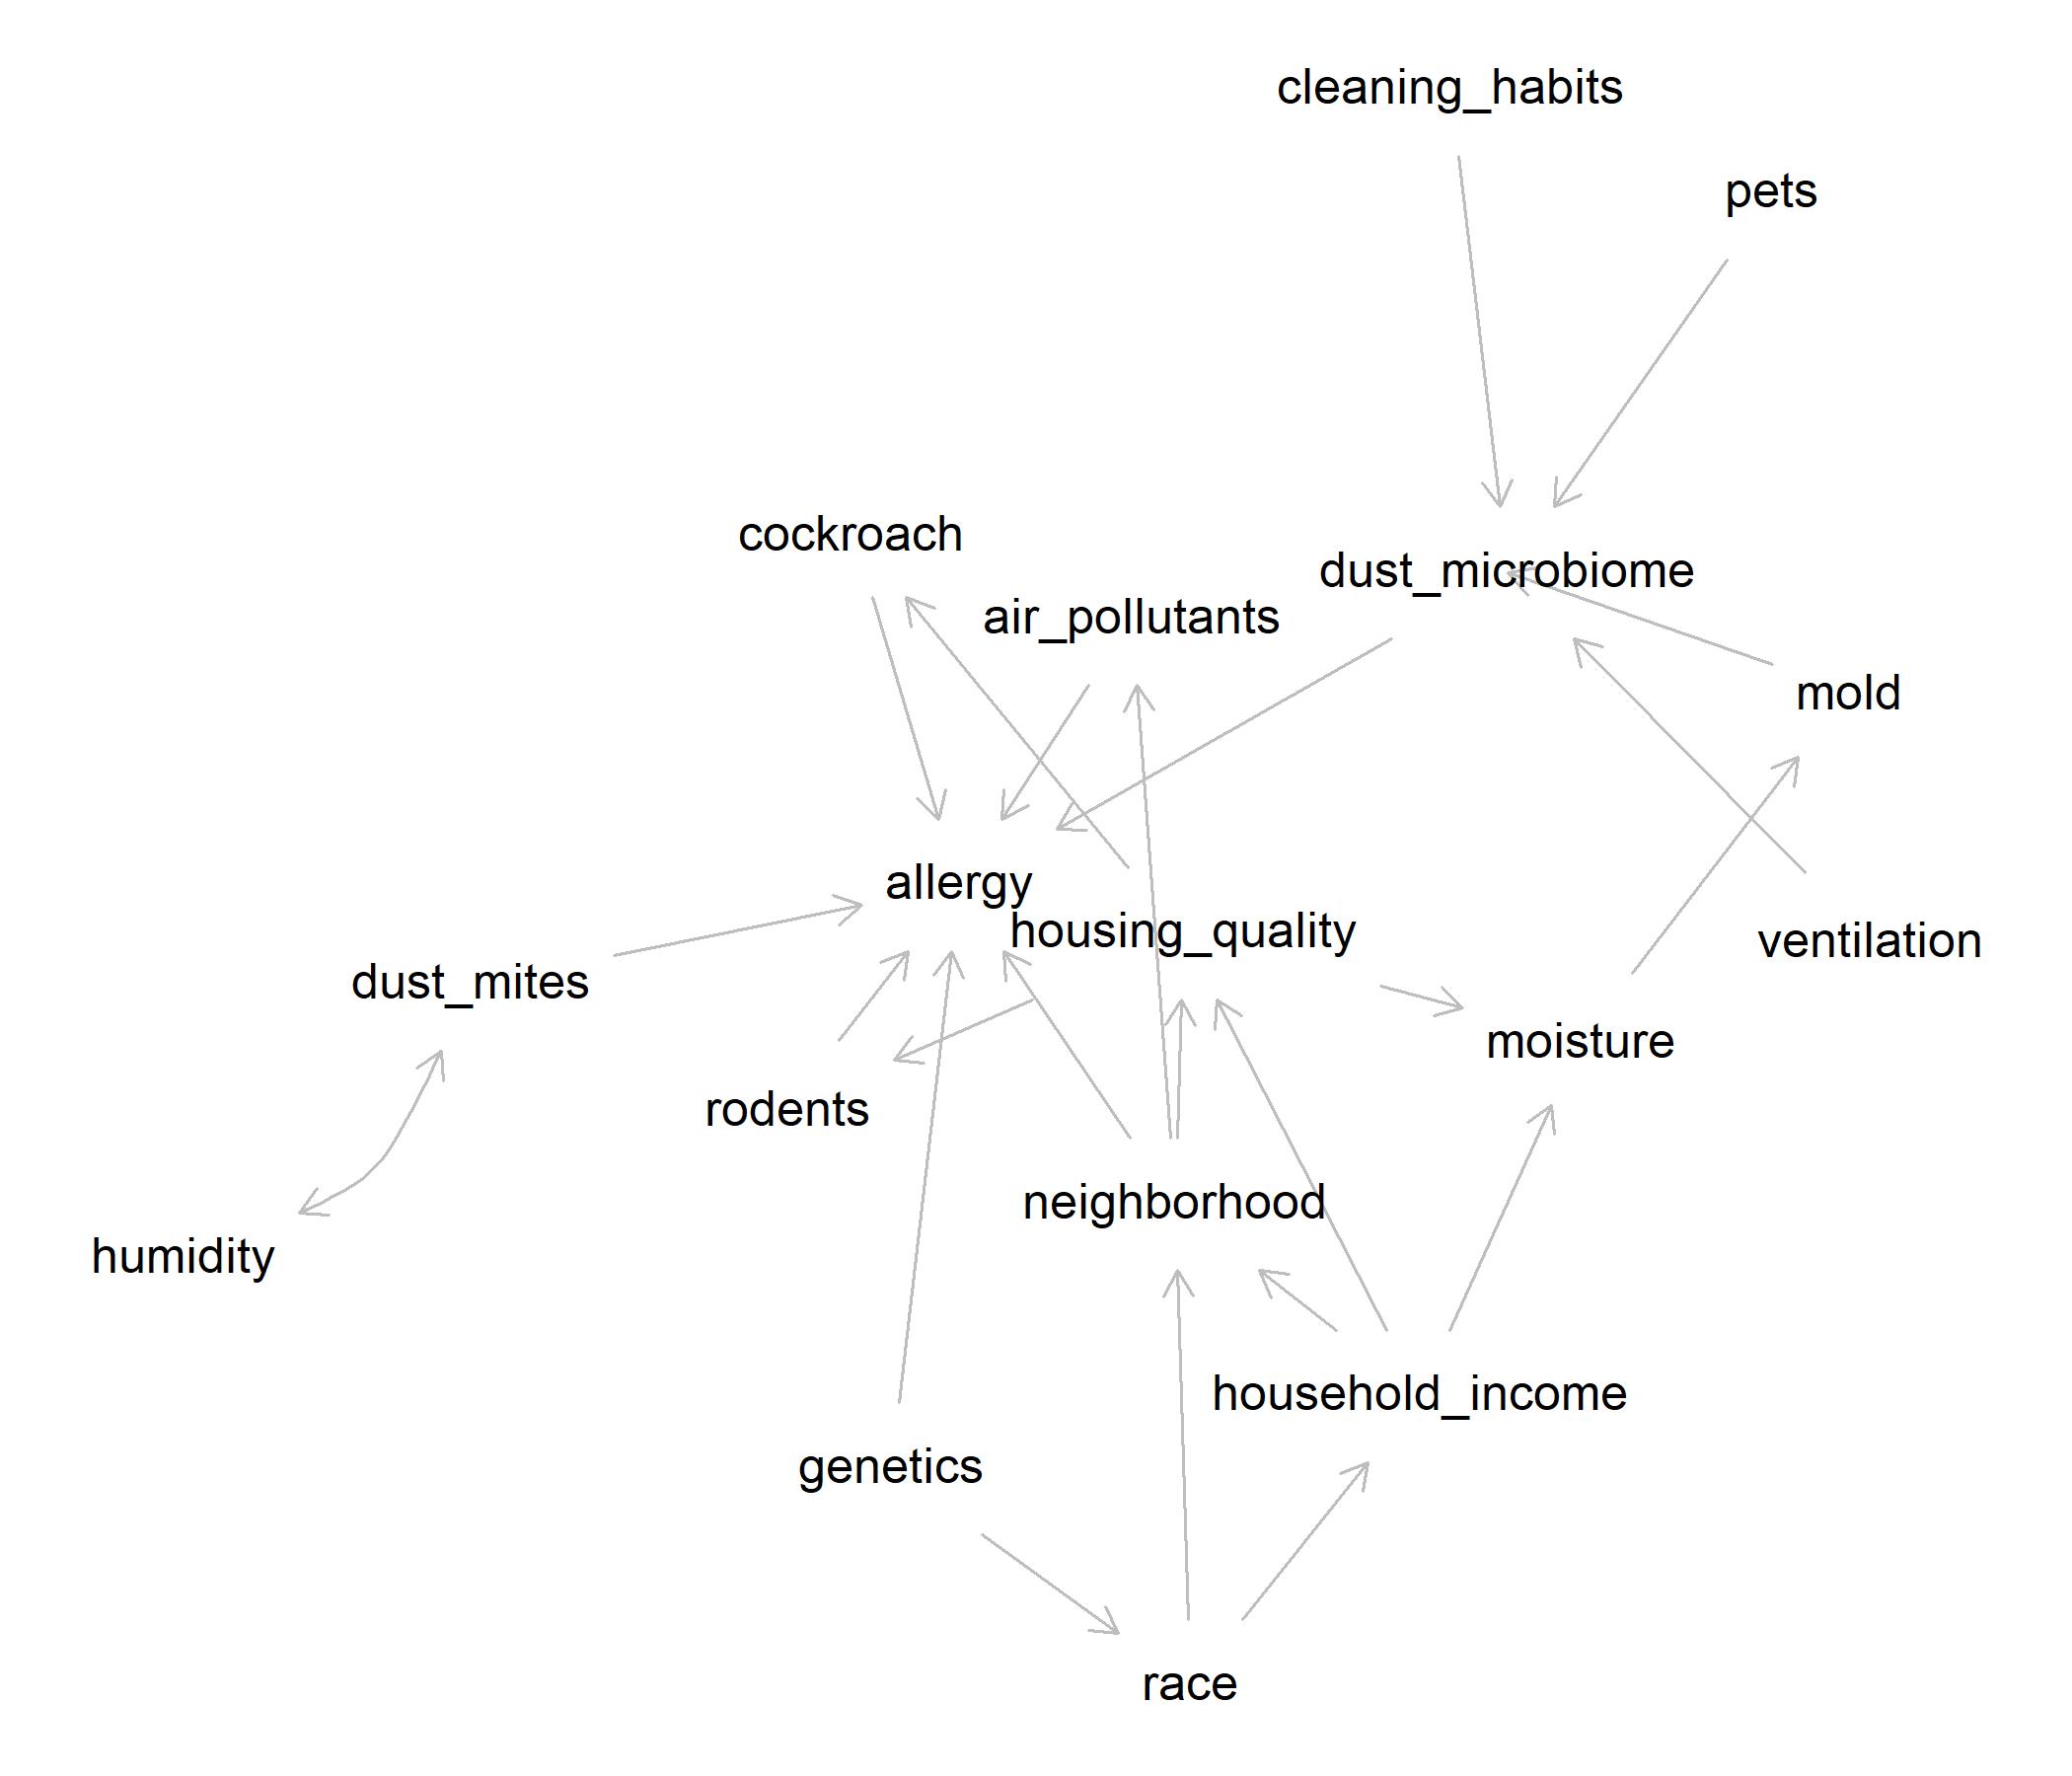 cleaning_habits
pets
cockroach
dust_microbiome
air_pollutants
mold
allergy
housing_quality
ventilation
dust_mites
moisture
rodents
neighborhood
humidity
household_income
genetics
race